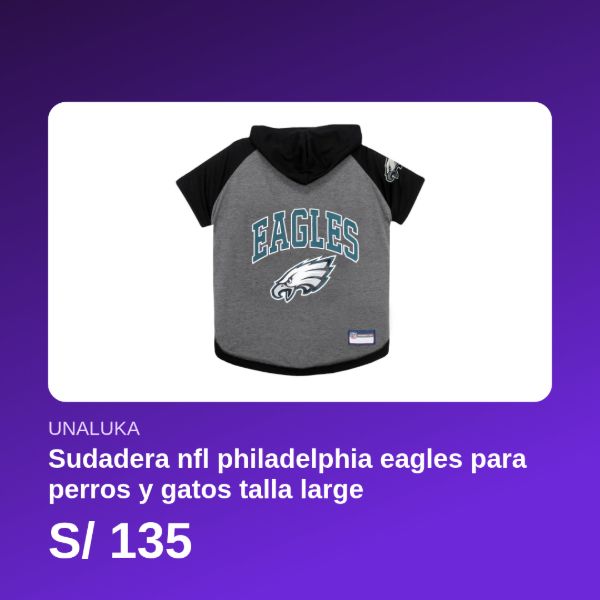 EAGLES
UNALUKA
Sudadera nfl philadelphia eagles para
perros y gatos talla large
S/ 135